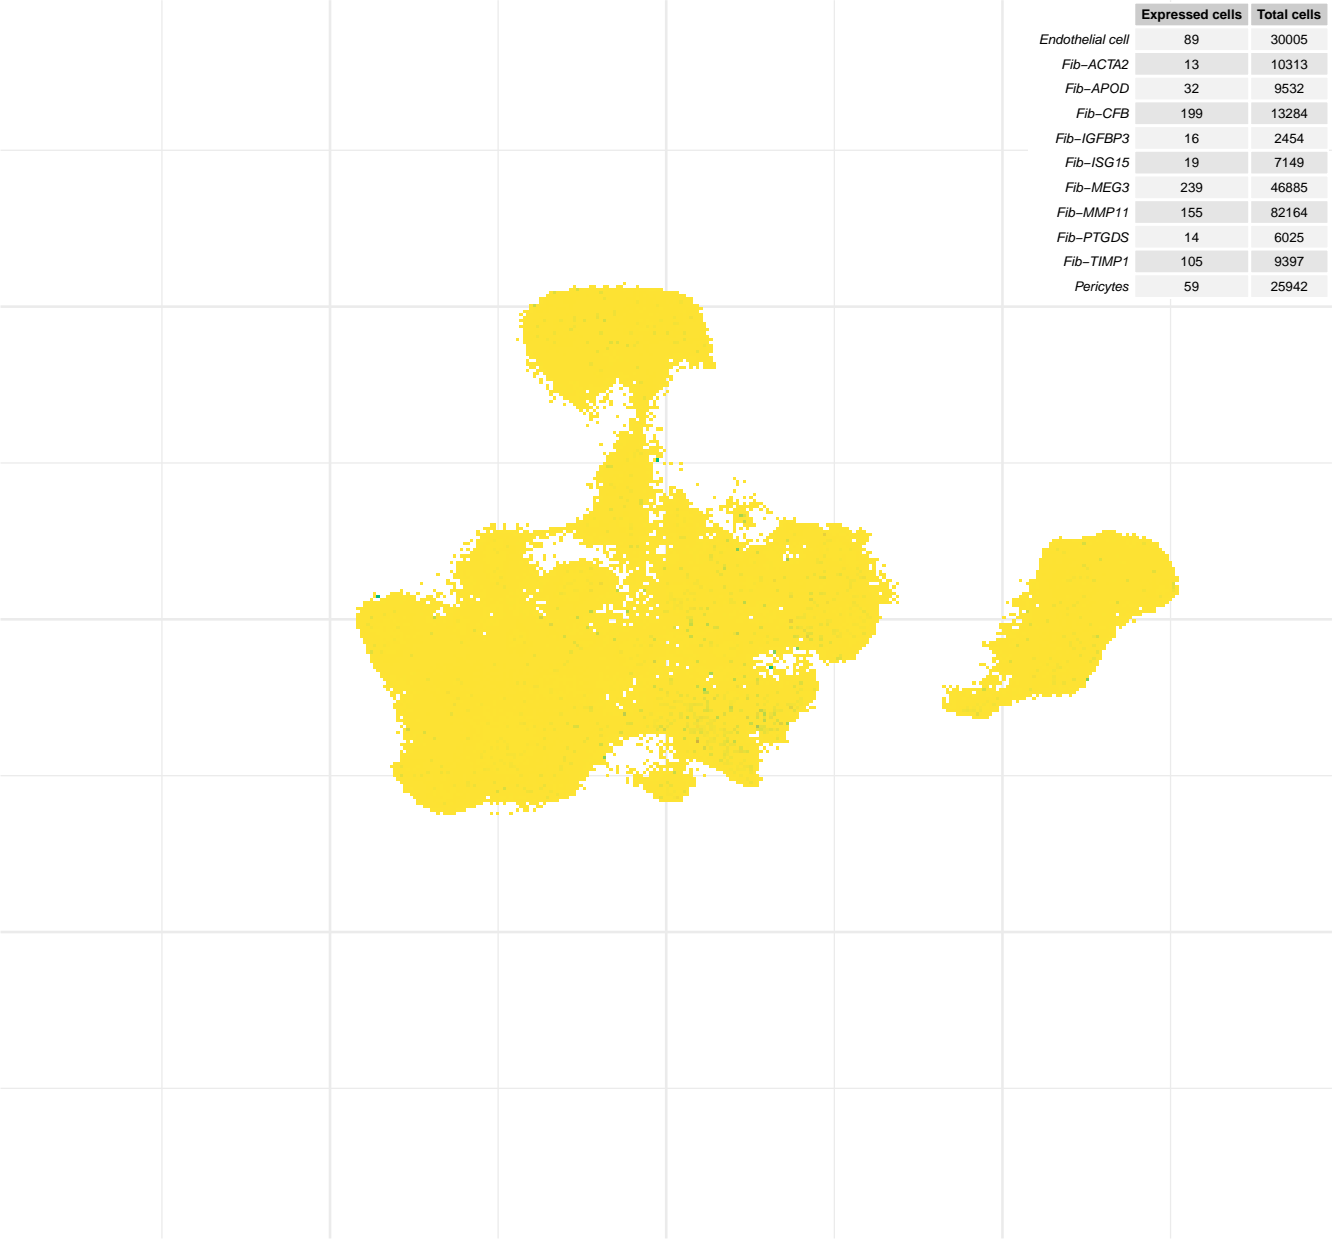 Expressed cells Total cells
Endothelial cell 89 30005
Fib−ACTA2 13 10313
Fib−APOD 32 9532
Fib−CFB 199 13284
Fib−IGFBP3 16 2454
Fib−ISG15 19 7149
Fib−MEG3 239 46885
Fib−MMP11 155 82164
Fib−PTGDS 14 6025
Fib−TIMP1 105 9397
Pericytes 59 25942